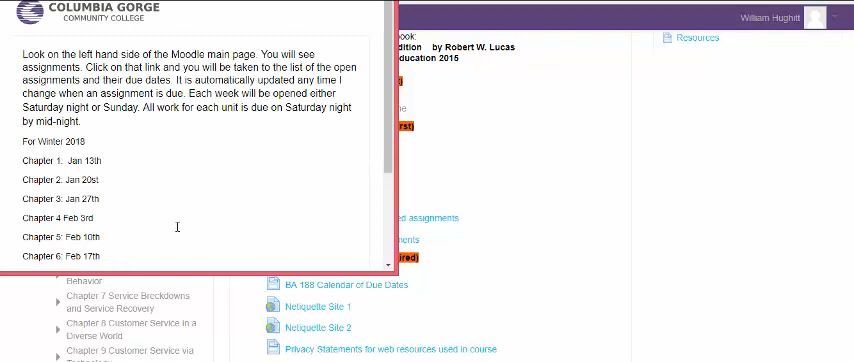 COLUMBIA GORGE
COMMUNITY COLLEGE
William Hughitt
Look on the left hand side of the Moodle main page. You will see
assignments. Click on that link and you will be taken to the list of the open
assignments and their due dates. It is automatically updated any time I
change when an assignment is due. Each week will be opened either
Saturday night or Sunday. All work for each unit is due on Saturday night
by mid-night.
For Winter 2018
Chapter 1:  Jan 13th
Chapter 2: Jan 20st
Chapter 3: Jan 27th
Chapter 4 Feb 3rd
Chapter 5: Feb 10th
Chapter 6: Feb 17th
ook:
dition    by Robert W. Lucas
ducation 2015
Resources
)
ne
rst)
ed assignments
ments
ired)
Behavior
Chapter 7 Service Breakdowns
and Service Recovery
Chapter 8 Customer Service in a
Diverse World
Chapter 9 Customer Service via
BA 188 Calendar of Due Dates
Netiquette Site 1
Netiquette Site 2
Privacy Statements for web resources used in course